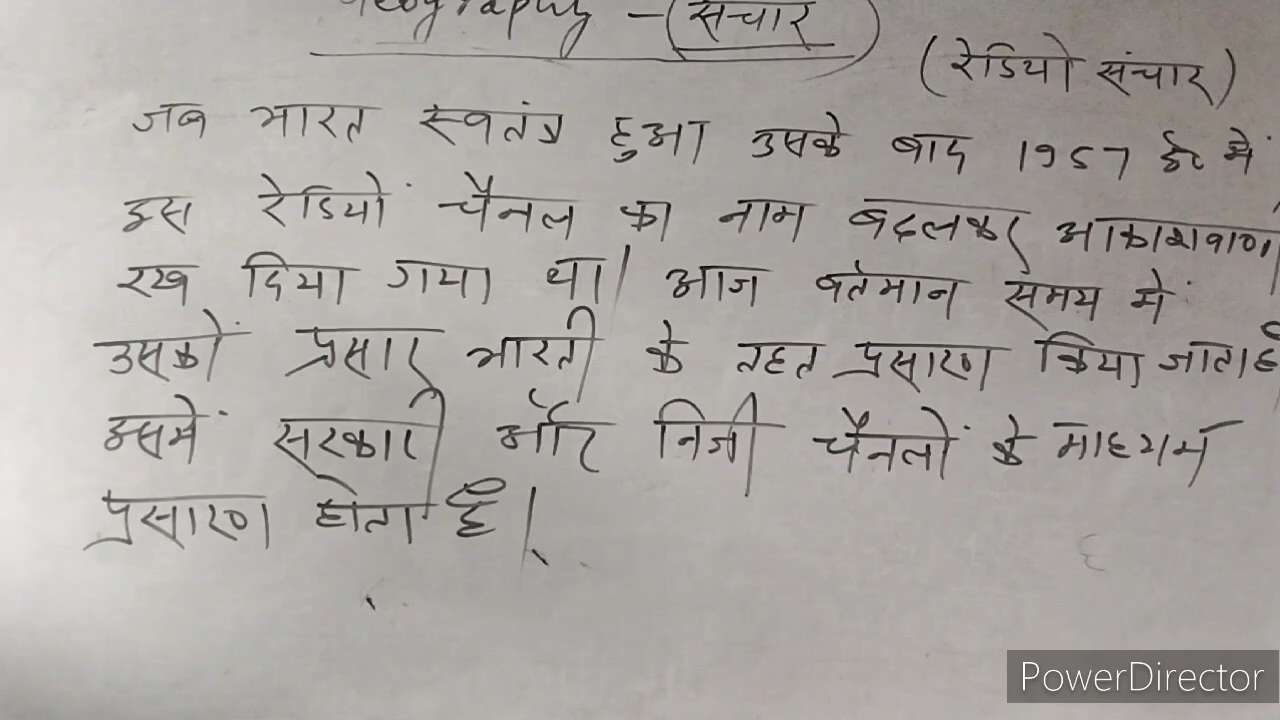 Geography - (संचार)
(रेडियो संचार)
जब भारत स्वतंत्र हुआ उसके बाद 1957 ई० में
इस रेडियों चैनल का नाम बदलकर आकाशवाणी
रख दिया गया था। आज वर्तमान समय में
उसकों प्रसार भारती के तहत प्रसारण किया जाता है
इसमें सरकारी और निजी चैनलों के माध्यम
प्रसारण होता है।
PowerDirector